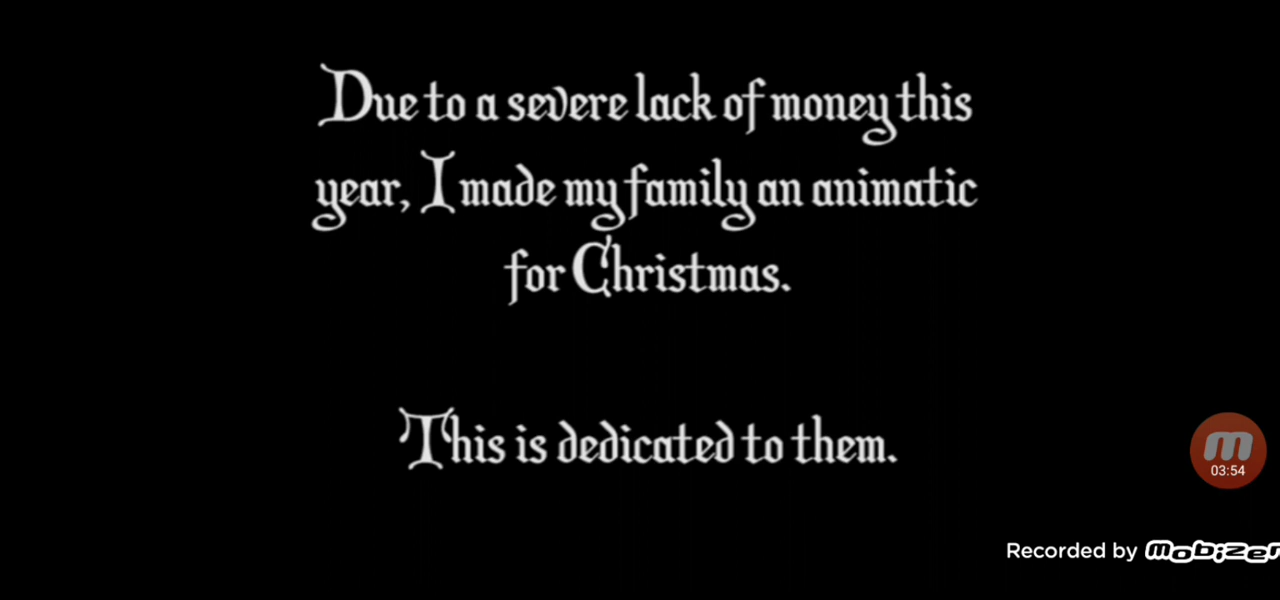 Due to a severe lack of money this
year, I made my family an animatic
for Christmas.
This is dedicated to them.
03:54
Recorded by mobizen